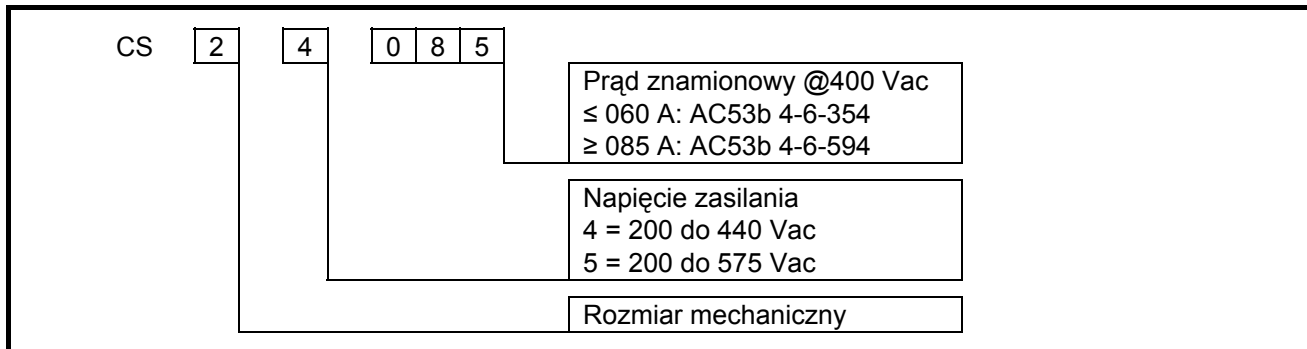 CS 2 4 0 8 5
Prąd znamionowy @400 Vac
≤ 060 A: AC53b 4-6-354
≥ 085 A: AC53b 4-6-594
Napięcie zasilania
4 = 200 do 440 Vac
5 = 200 do 575 Vac
Rozmiar mechaniczny